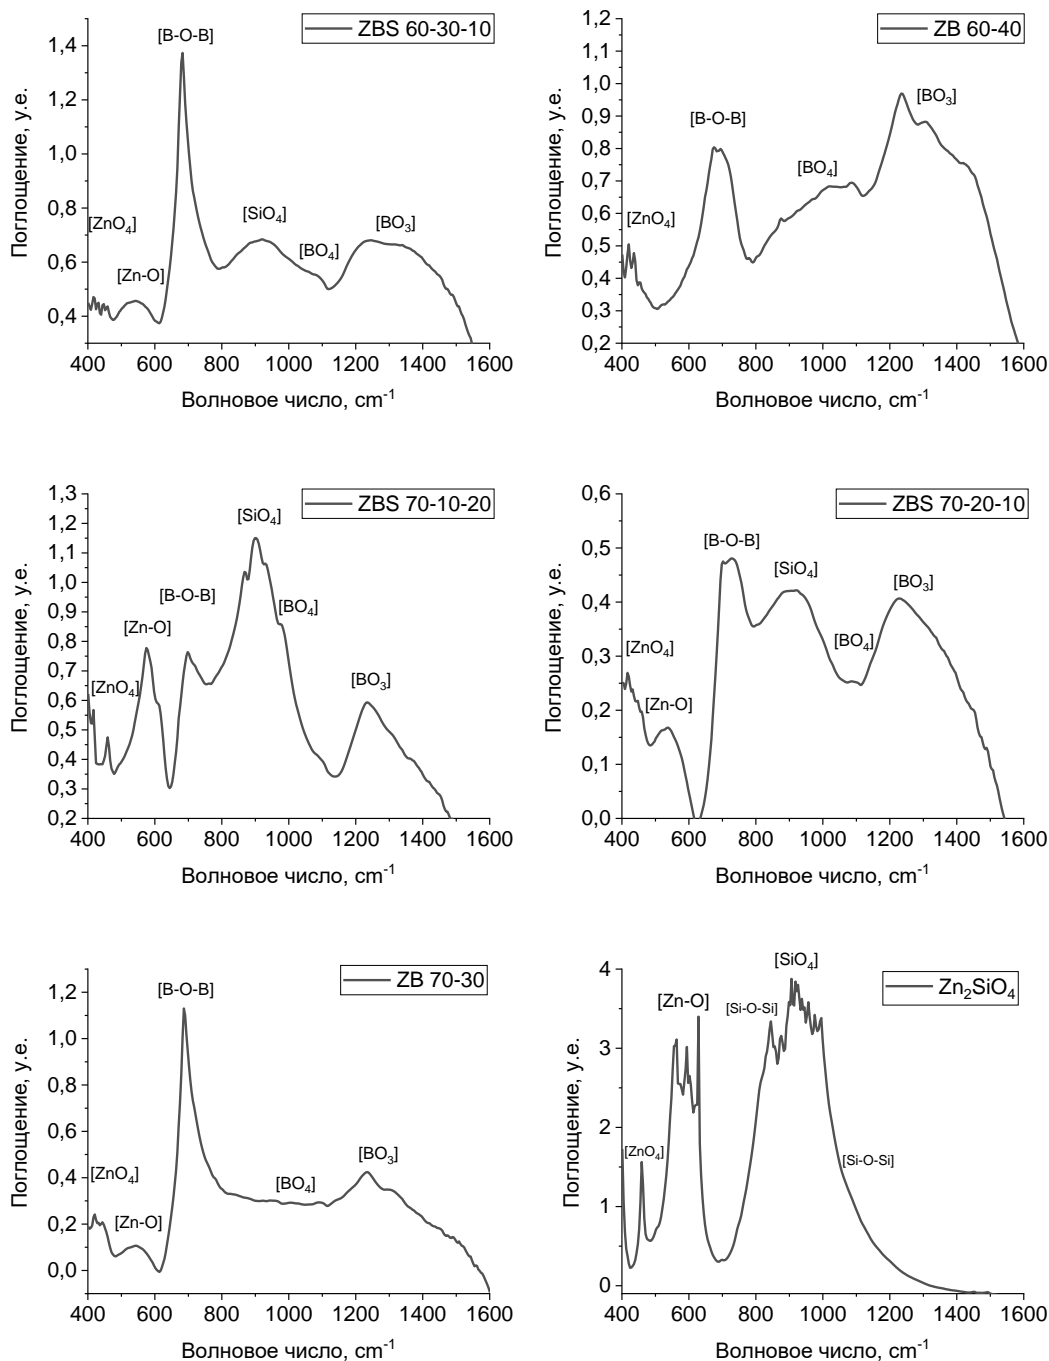 ZBS 60-30-10
[B-O-B]
[ZnO₄]
[Zn-O]
[SiO₄]
[BO₄]
[BO₃]
Поглощение, у.е.
1,4
1,2
1,0
0,8
0,6
0,4
400 600 800 1000 1200 1400 1600
Волновое число, cm⁻¹
ZB 60-40
[BO₃]
[B-O-B]
[BO₄]
[ZnO₄]
Поглощение, у.е.
1,2
1,1
1,0
0,9
0,8
0,7
0,6
0,5
0,4
0,3
0,2
400 600 800 1000 1200 1400 1600
Волновое число, cm⁻¹
ZBS 70-10-20
[SiO₄]
[B-O-B]
[BO₄]
[Zn-O]
[ZnO₄]
[BO₃]
Поглощение, у.е.
1,3
1,2
1,1
1,0
0,9
0,8
0,7
0,6
0,5
0,4
0,3
0,2
400 600 800 1000 1200 1400 1600
Волновое число, cm⁻¹
ZBS 70-20-10
[B-O-B]
[SiO₄]
[BO₃]
[ZnO₄]
[BO₄]
[Zn-O]
Поглощение, у.е.
0,6
0,5
0,4
0,3
0,2
0,1
0,0
400 600 800 1000 1200 1400 1600
Волновое число, cm⁻¹
ZB 70-30
[B-O-B]
[ZnO₄]
[Zn-O]
[BO₄]
[BO₃]
Поглощение, у.е.
1,2
1,0
0,8
0,6
0,4
0,2
0,0
400 600 800 1000 1200 1400 1600
Волновое число, cm⁻¹
Zn₂SiO₄
[SiO₄]
[Zn-O]
[Si-O-Si]
[ZnO₄]
[Si-O-Si]
Поглощение, у.е.
4
3
2
1
0
400 600 800 1000 1200 1400 1600
Волновое число, cm⁻¹